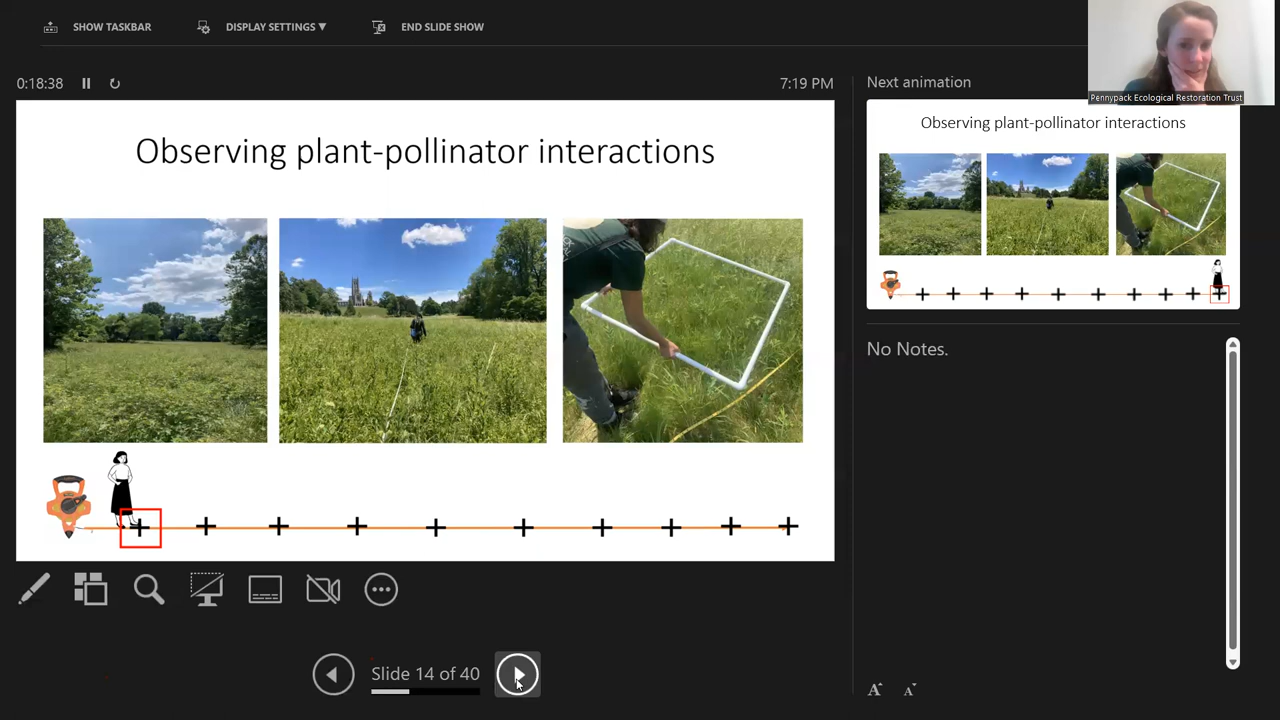 SHOW TASKBAR
DISPLAY SETTINGS ▼
END SLIDE SHOW
Pennypack Ecological Restoration Trust
0:18:38
7:19 PM
Next animation
Observing plant-pollinator interactions
Observing plant-pollinator interactions
No Notes.
Slide 14 of 40
A A